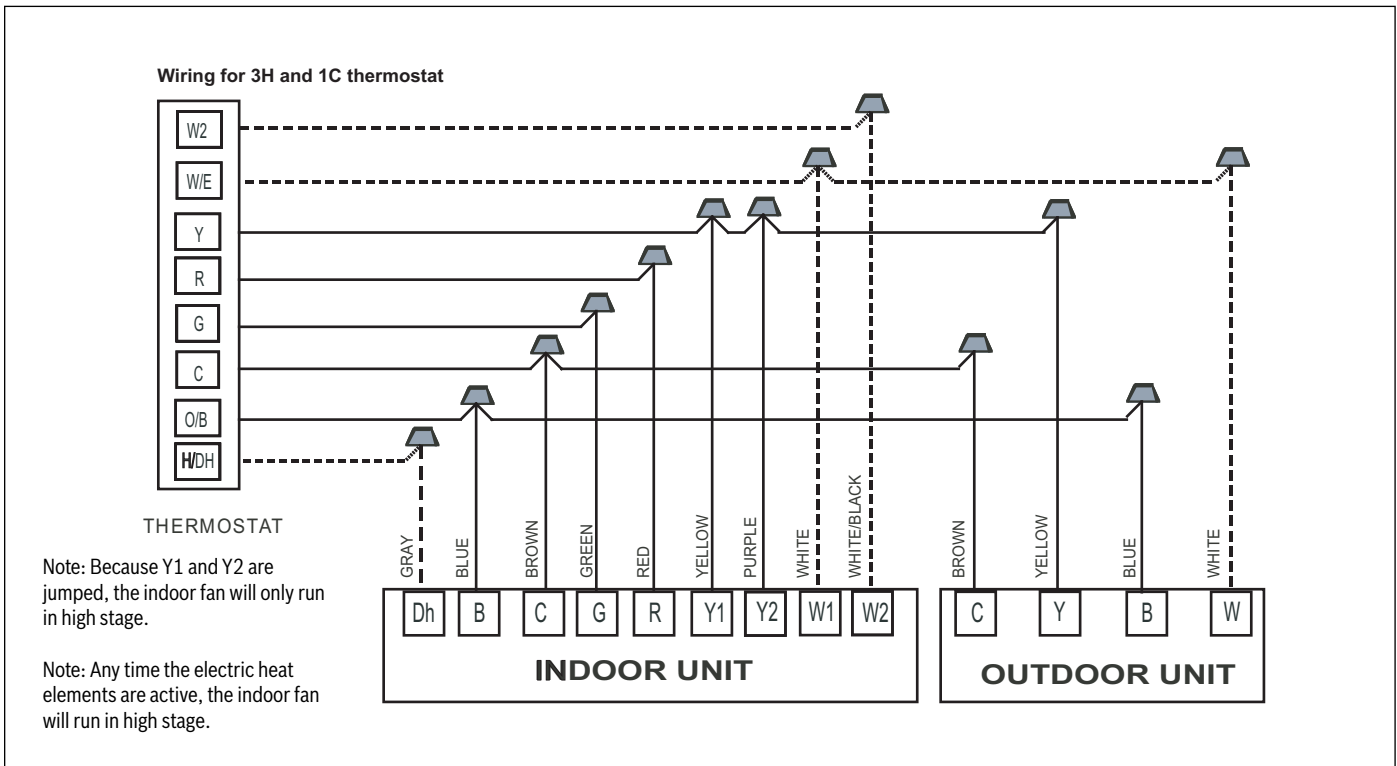 Wiring for 3H and 1C thermostat
W2
W/E
Y
R
G
C
O/B
H/DH
THERMOSTAT
Note: Because Y1 and Y2 are
jumped, the indoor fan will only run
in high stage.
Note: Any time the electric heat
elements are active, the indoor fan
will run in high stage.
GRAY
BLUE
BROWN
GREEN
RED
YELLOW
PURPLE
WHITE
WHITE/BLACK
BROWN
YELLOW
BLUE
WHITE
Dh B C G R Y1 Y2 W1 W2
INDOOR UNIT
C Y B W
OUTDOOR UNIT